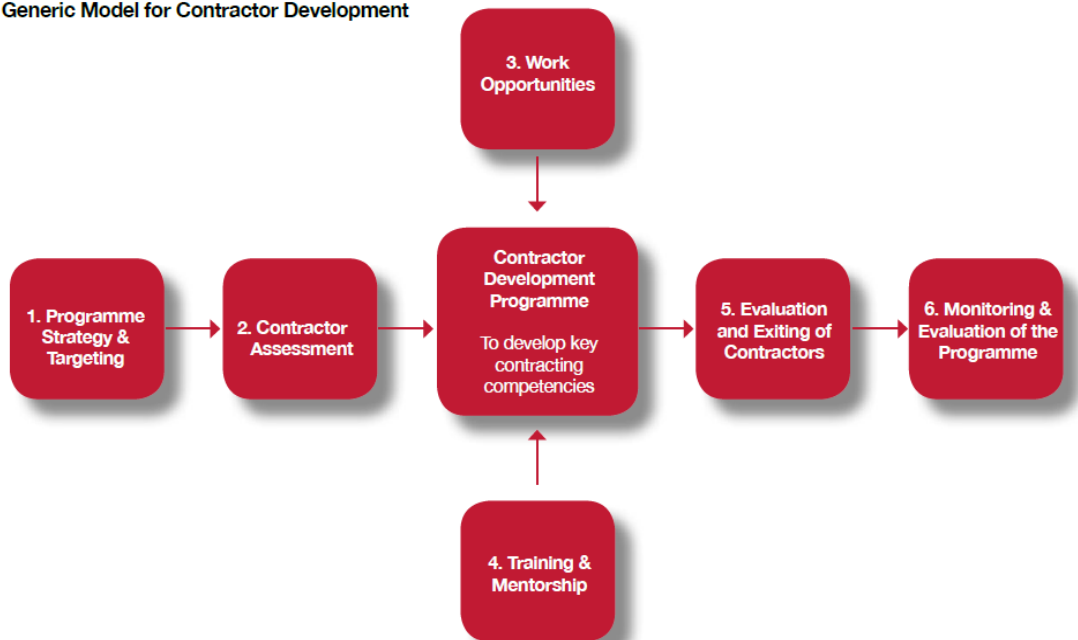 Generic Model for Contractor Development
3. Work
Opportunities
1. Programme
Strategy &
Targeting
2. Contractor
Assessment
Contractor
Development
Programme
To develop key
contracting
competencies
5. Evaluation
and Exiting of
Contractors
6. Monitoring &
Evaluation of the
Programme
4. Training &
Mentorship